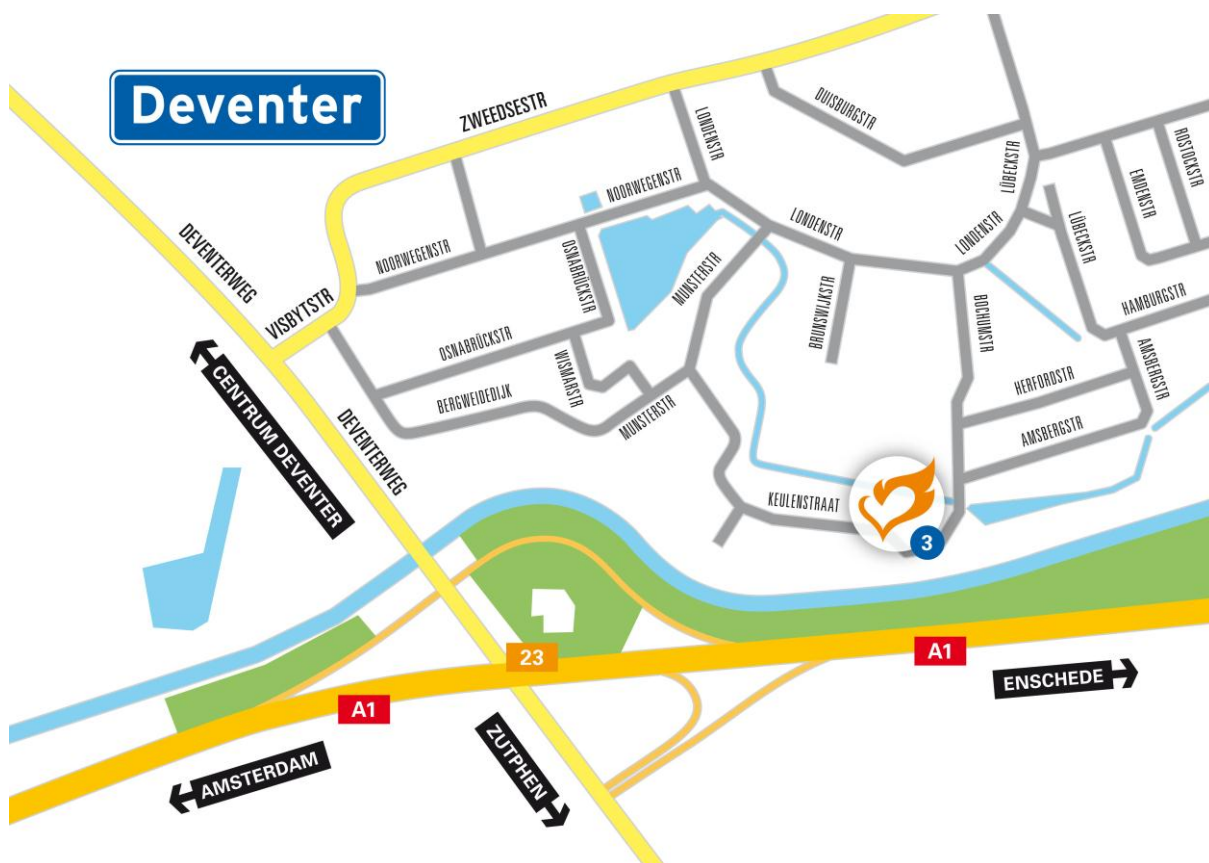 Deventer
ZWEEDSESTR
DUISBURGSTR
LONDENSTR
NOORWEGENSTR
LÜBECKSTR
ROSTOCKSTR
EMDENSTR
LONDENSTR
LONDENSTR
LÜBECKSTR
DEVENTERWEG
NOORWEGENSTR
OSNABRÜCKSTR
MUNSTERSTR
VISBYTSTR
BRUNSWIJKSTR
BOCHUMSTR
HAMBURGSTR
OSNABRÜCKSTR
WISMARSTR
HERFORDSTR
AMSBERGSTR
BERGWEIDEDIJK
MUNSTERSTR
AMSBERGSTR
CENTRUM DEVENTER
DEVENTERWEG
KEULENSTRAAT
3
23
A1
A1
ENSCHEDE
AMSTERDAM
ZUTPHEN